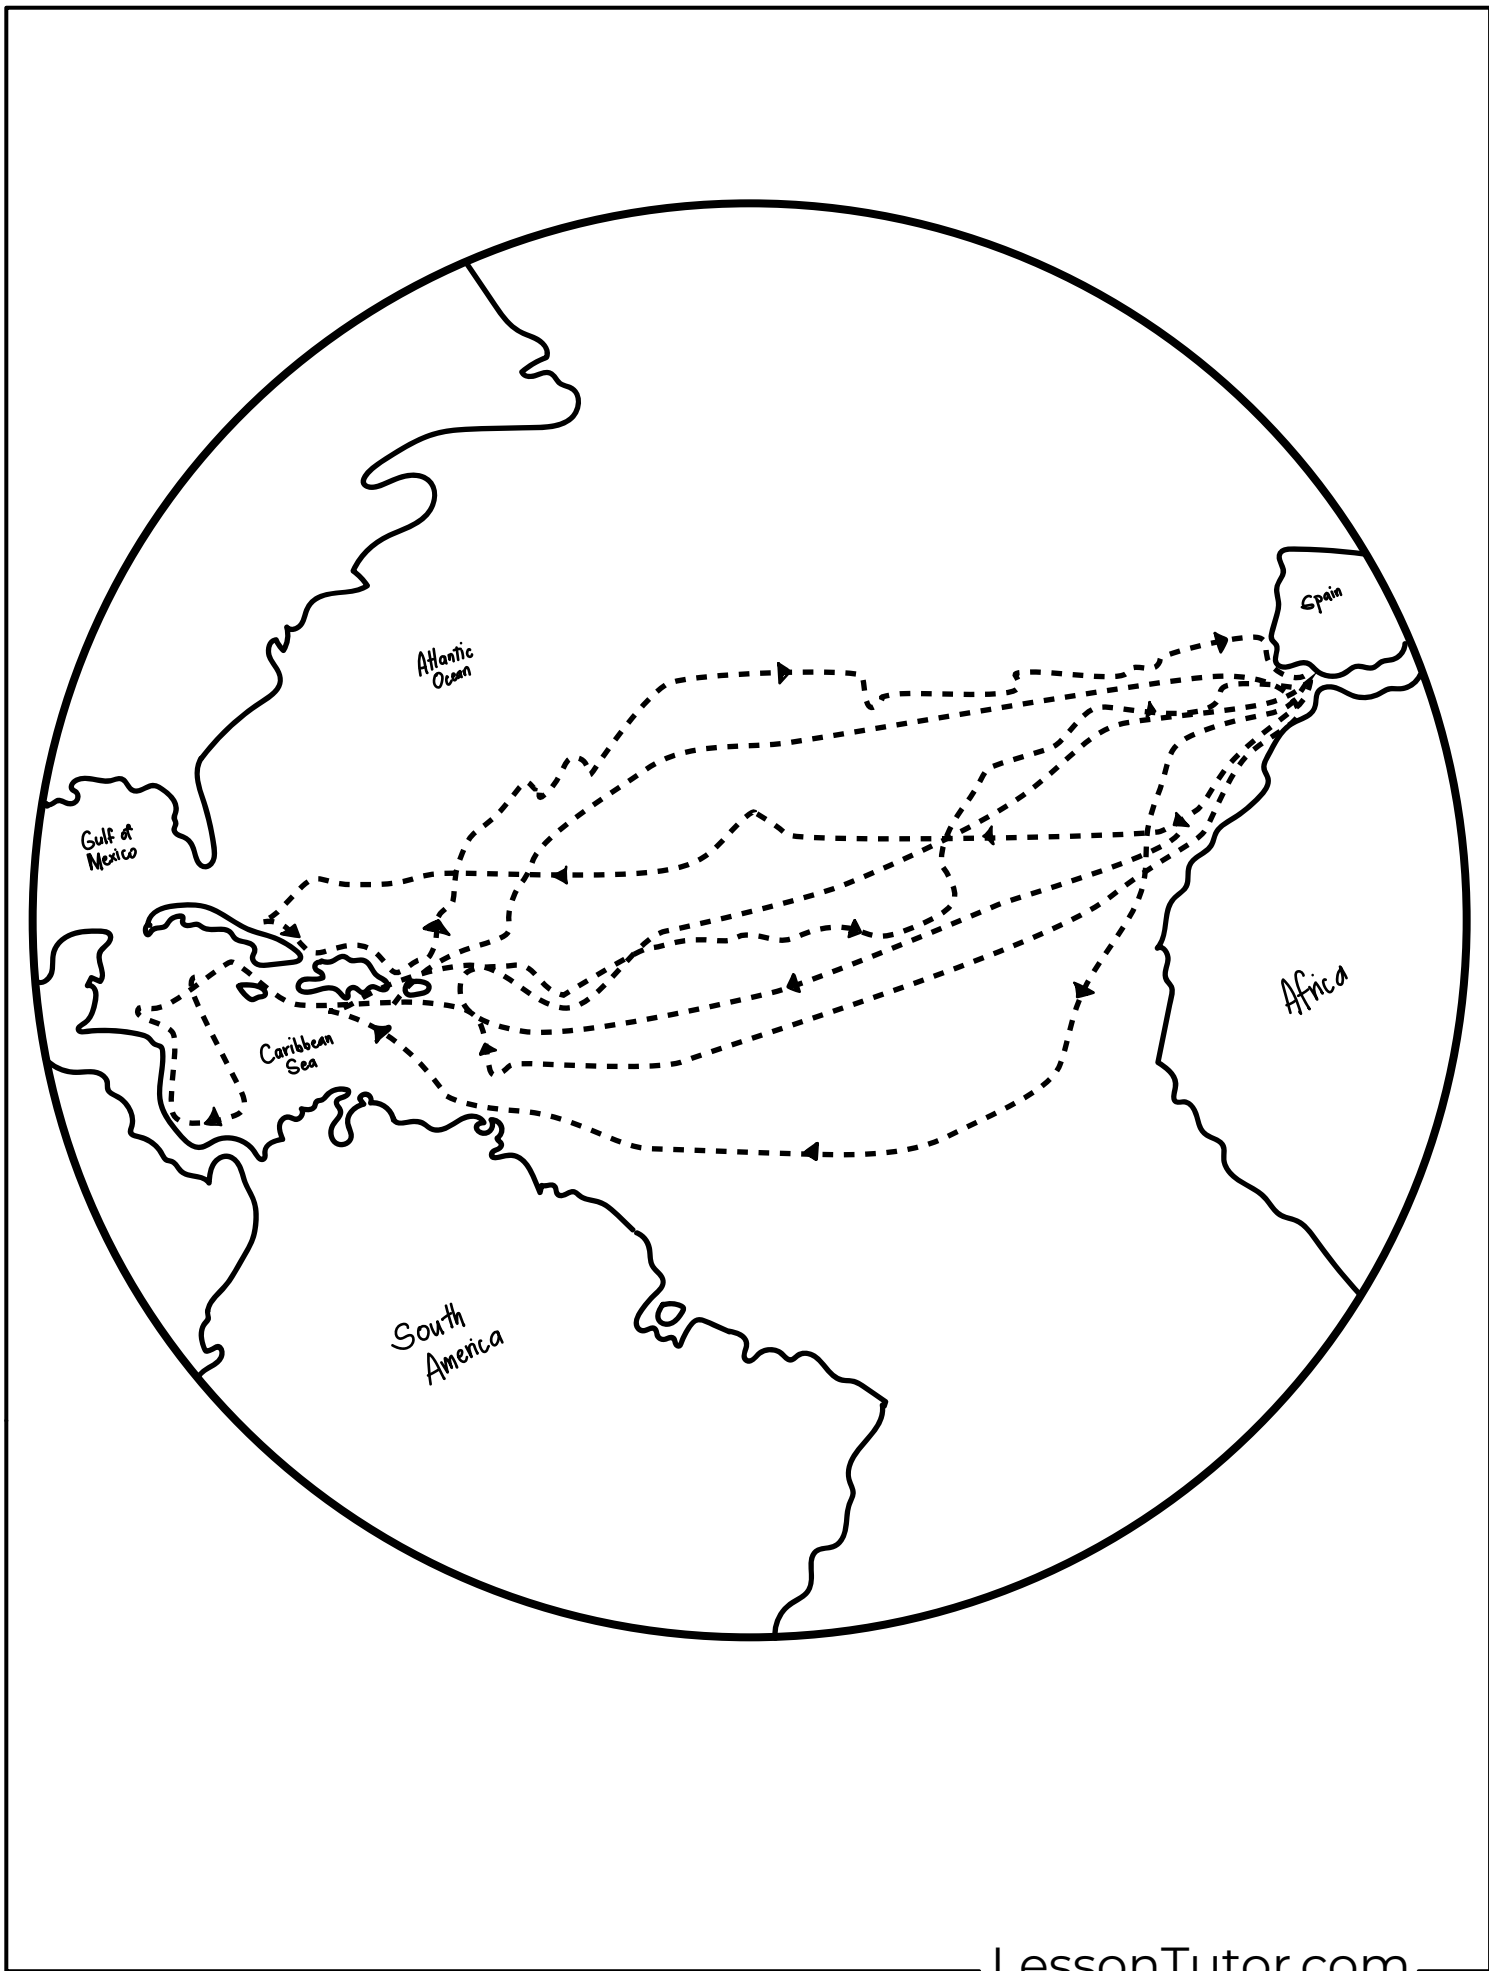 Spain
Atlantic
Ocean
Gulf of
Mexico
Africa
Caribbean
Sea
South
America
LessonTutor.com